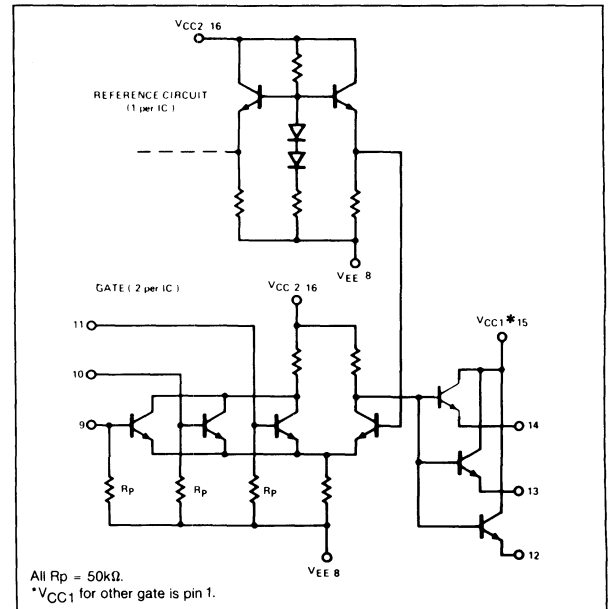 VCC2 16
REFERENCE CIRCUIT
(1 per IC)
VEE 8
GATE (2 per IC)
VCC 2 16
11
VCC1*15
10
9
14
RP RP RP
13
12
VEE 8
All Rp = 50kΩ.
*VCC1 for other gate is pin 1.